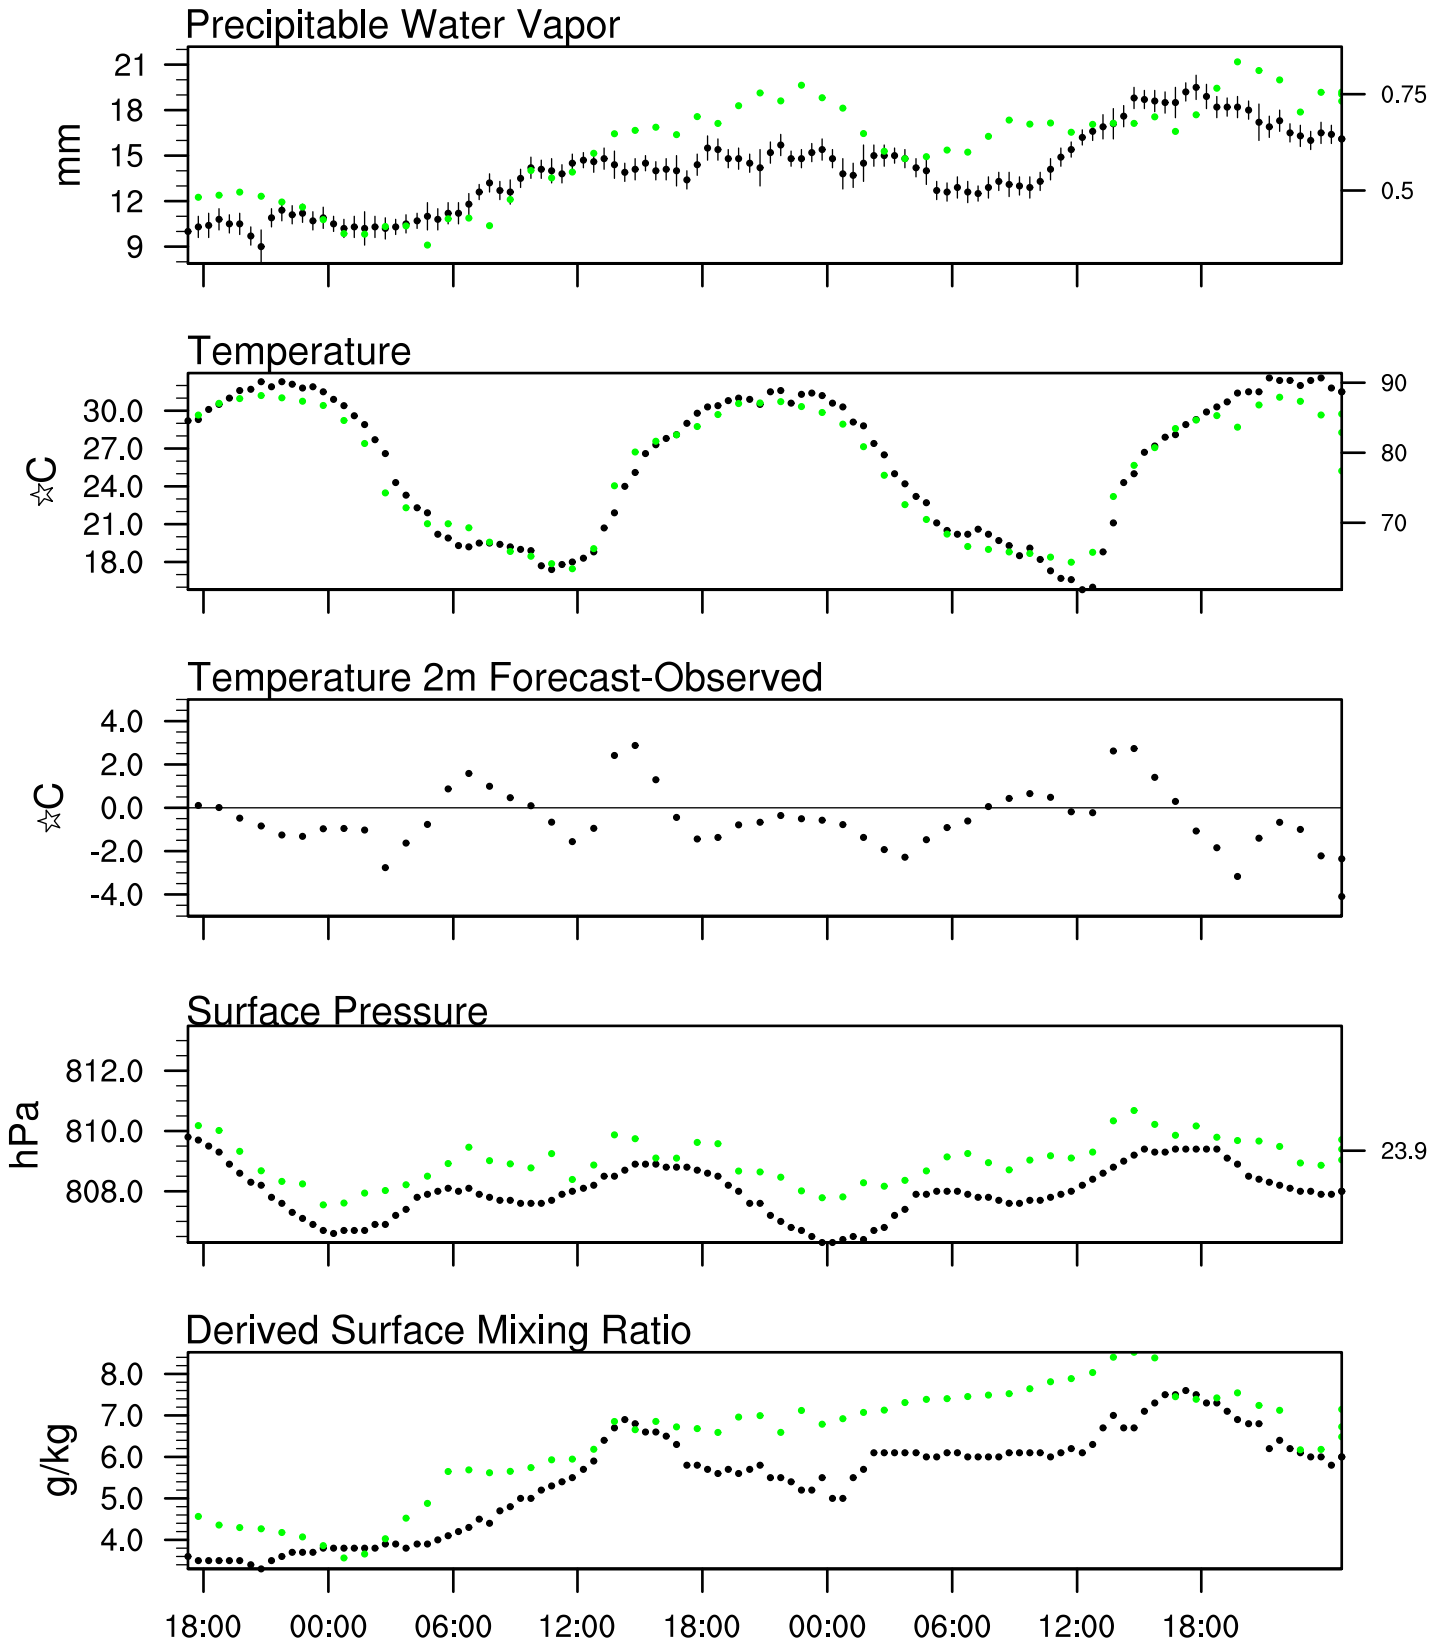 Precipitable Water Vapor
21
18
15
12
9
mm
0.75
0.5
Temperature
30.0
27.0
24.0
21.0
18.0
☆C
90
80
70
Temperature 2m Forecast-Observed
4.0
2.0
0.0
-2.0
-4.0
☆C
Surface Pressure
812.0
810.0
808.0
hPa
23.9
Derived Surface Mixing Ratio
8.0
7.0
6.0
5.0
4.0
g/kg
18:00 00:00 06:00 12:00 18:00 00:00 06:00 12:00 18:00